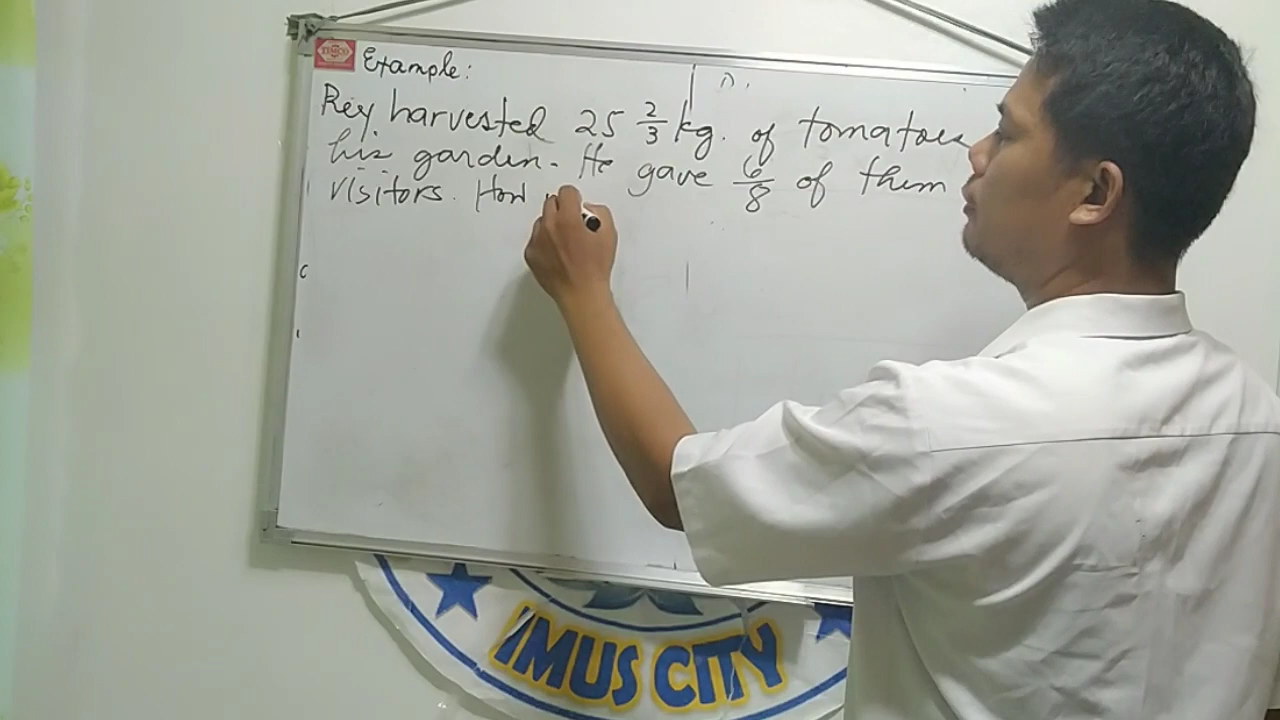 TIMCO
Example:
Rey harvested 25 2/3 kg. of tomatoes
his garden. He gave 6/8 of them
visitors. How
IMUS CITY